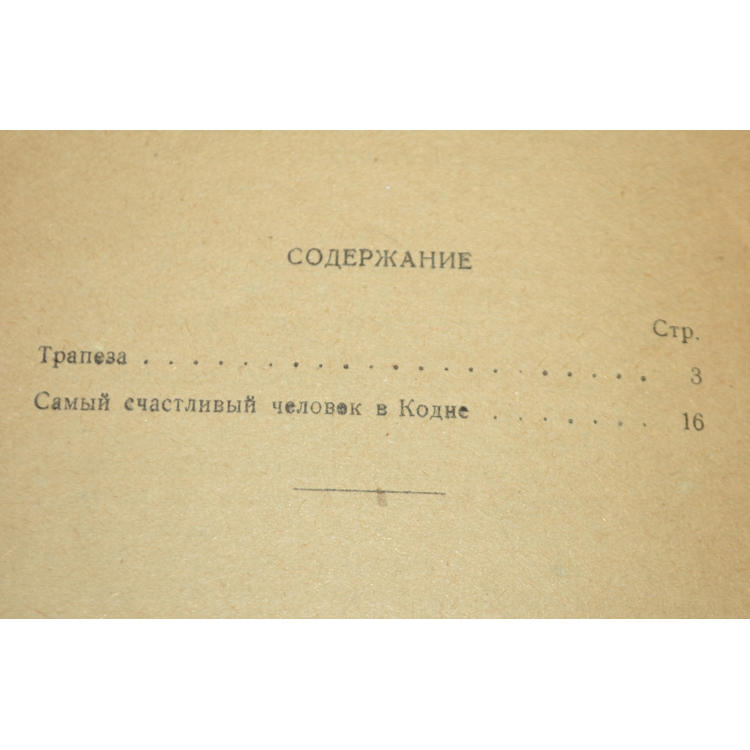 СОДЕРЖАНИЕ
Стр.
Трапеза . . . . . . . . . . . . . . . . . . . . 3
Самый счастливый человек в Кодне . . . . . . . 16